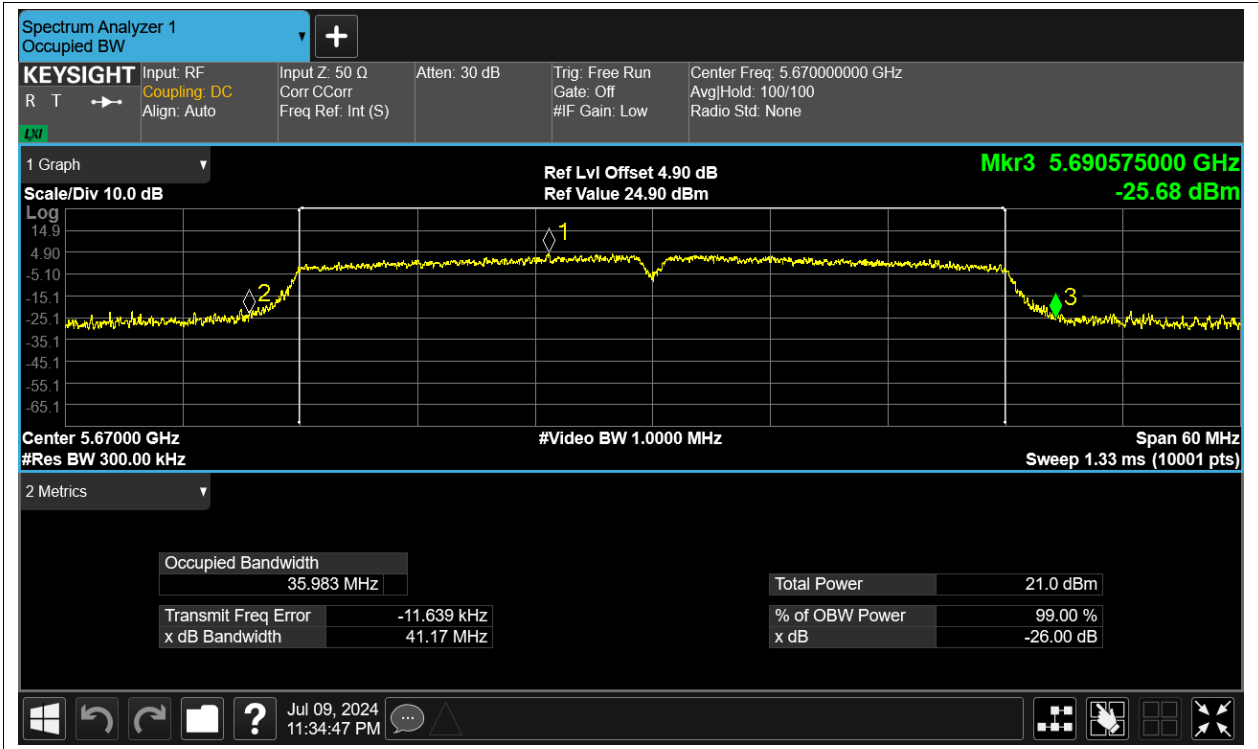 Spectrum Analyzer 1
Occupied BW
KEYSIGHT
R T
LXI
Input: RF
Coupling: DC
Align: Auto
Input Z: 50 Ω
Corr CCorr
Freq Ref: Int (S)
Atten: 30 dB
Trig: Free Run
Gate: Off
#IF Gain: Low
Center Freq: 5.670000000 GHz
Avg|Hold: 100/100
Radio Std: None
1 Graph
Scale/Div 10.0 dB
Ref Lvl Offset 4.90 dB
Ref Value 24.90 dBm
Mkr3 5.690575000 GHz
-25.68 dBm
Log
14.9
4.90
-5.10
-15.1
-25.1
-35.1
-45.1
-55.1
-65.1
1
2
3
Center 5.67000 GHz
#Res BW 300.00 kHz
#Video BW 1.0000 MHz
Span 60 MHz
Sweep 1.33 ms (10001 pts)
2 Metrics
Occupied Bandwidth
35.983 MHz
Transmit Freq Error -11.639 kHz
x dB Bandwidth 41.17 MHz
Total Power 21.0 dBm
% of OBW Power 99.00 %
x dB -26.00 dB
?
Jul 09, 2024
11:34:47 PM